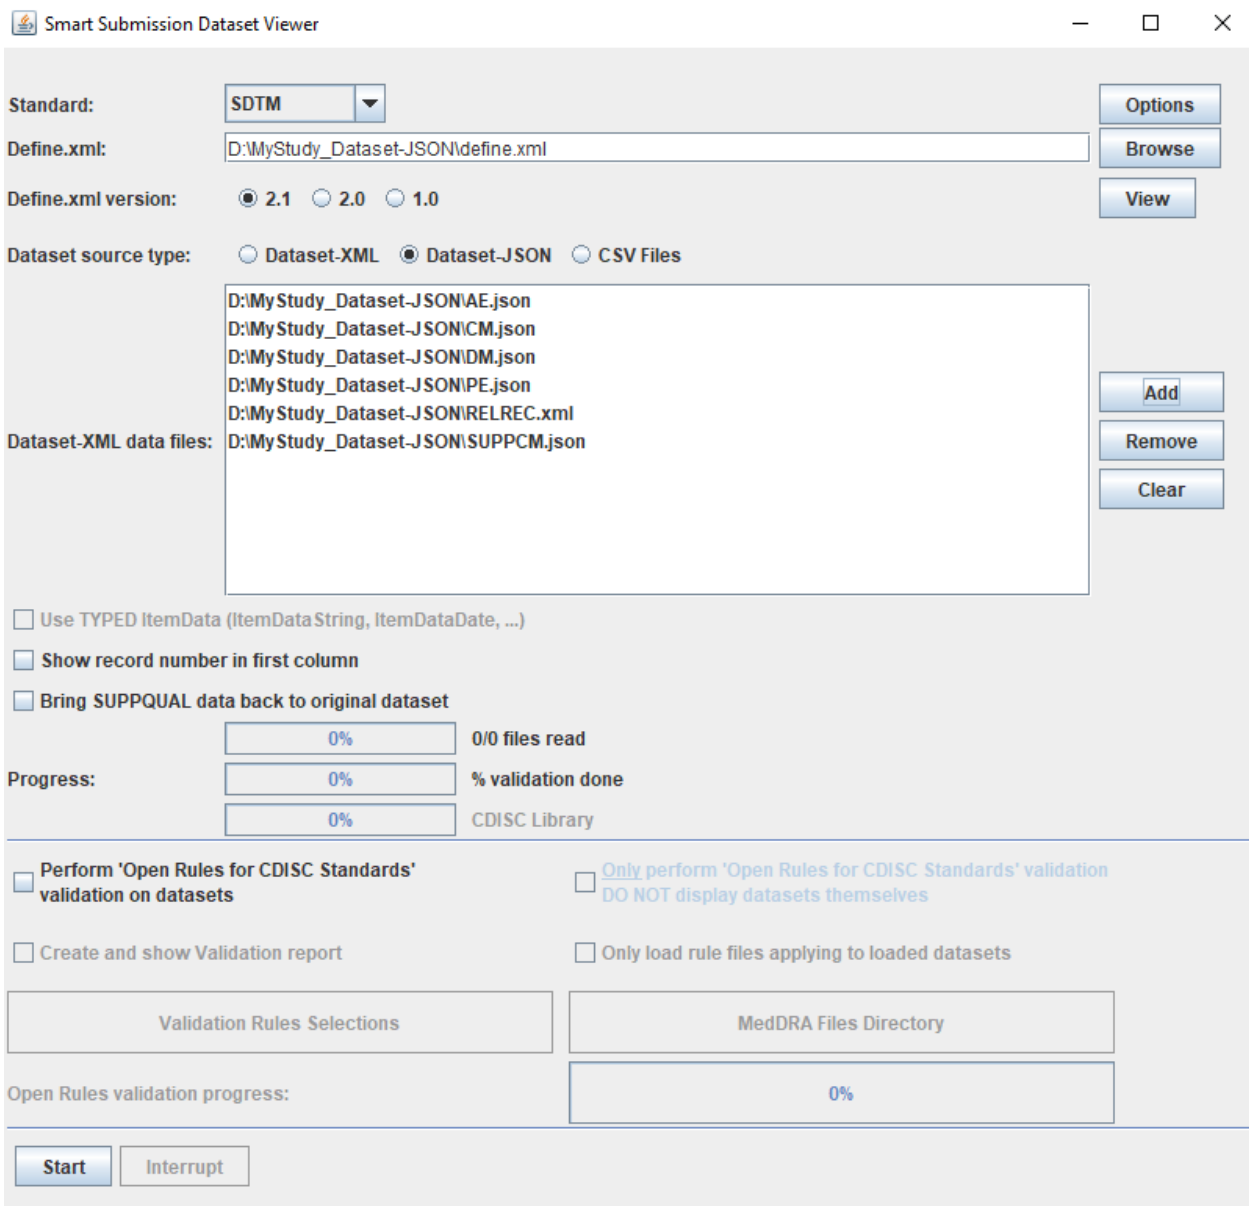 Smart Submission Dataset Viewer
Standard: SDTM Options
Define.xml: D:\MyStudy_Dataset-JSON\define.xml Browse
Define.xml version: 2.1 2.0 1.0 View
Dataset source type: Dataset-XML Dataset-JSON CSV Files
D:\MyStudy_Dataset-JSON\AE.json
D:\MyStudy_Dataset-JSON\CM.json
D:\MyStudy_Dataset-JSON\DM.json
D:\MyStudy_Dataset-JSON\PE.json
Add
D:\MyStudy_Dataset-JSON\RELREC.xml
Dataset-XML data files: D:\MyStudy_Dataset-JSON\SUPPCM.json Remove
Clear
Use TYPED ItemData (ItemDataString, ItemDataDate, ...)
Show record number in first column
Bring SUPPQUAL data back to original dataset
0% 0/0 files read
Progress: 0% % validation done
0% CDISC Library
Perform 'Open Rules for CDISC Standards'
validation on datasets
Only perform 'Open Rules for CDISC Standards' validation
DO NOT display datasets themselves
Create and show Validation report Only load rule files applying to loaded datasets
Validation Rules Selections MedDRA Files Directory
Open Rules validation progress: 0%
Start Interrupt